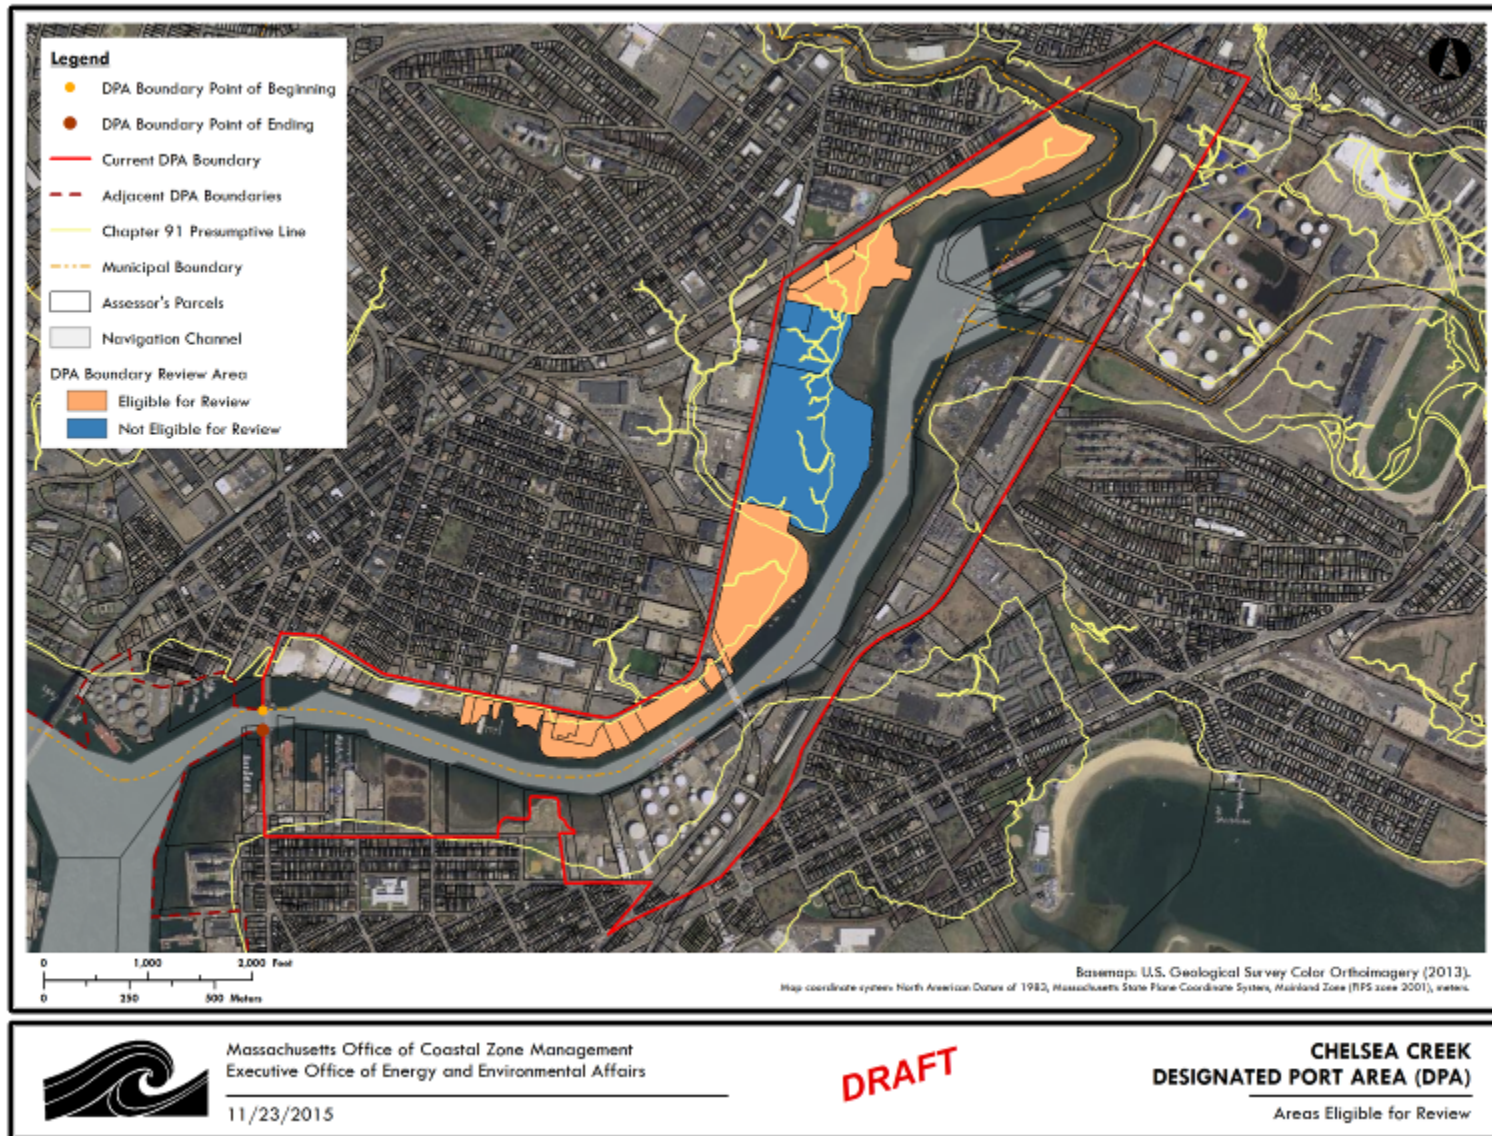 Legend
DPA Boundary Point of Beginning
DPA Boundary Point of Ending
Current DPA Boundary
Adjacent DPA Boundaries
Chapter 91 Presumptive Line
Municipal Boundary
Assessor's Parcels
Navigation Channel
DPA Boundary Review Area
Eligible for Review
Not Eligible for Review
0 1,000 2,000 Feet
0 250 500 Meters
Basemap: U.S. Geological Survey Color Orthoimagery (2013).
Map coordinate system: North American Datum of 1983, Massachusetts State Plane Coordinate System, Mainland Zone (FIPS zone 2001), meters.
Massachusetts Office of Coastal Zone Management
Executive Office of Energy and Environmental Affairs
11/23/2015
DRAFT
CHELSEA CREEK
DESIGNATED PORT AREA (DPA)
Areas Eligible for Review